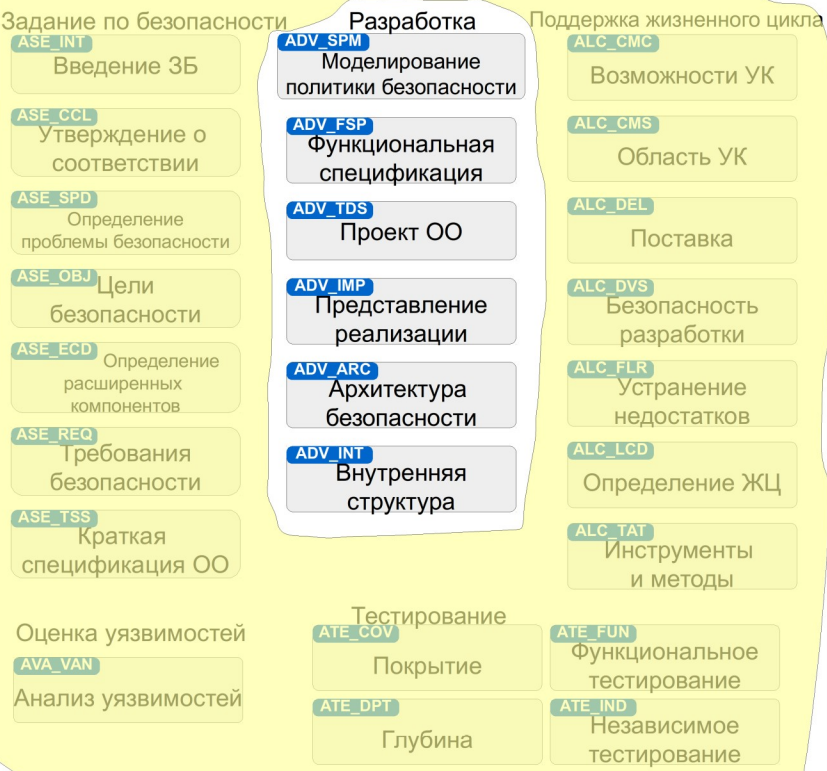 Задание по безопасности
ASE_INT
Введение ЗБ
ASE_CCL
Утверждение о
соответствии
ASE_SPD
Определение
проблемы безопасности
ASE_OBJ
Цели
безопасности
ASE_ECD
Определение
расширенных
компонентов
ASE_REQ
Требования
безопасности
ASE_TSS
Краткая
спецификация ОО
Разработка
ADV_SPM
Моделирование
политики безопасности
ADV_FSP
Функциональная
спецификация
ADV_TDS
Проект ОО
ADV_IMP
Представление
реализации
ADV_ARC
Архитектура
безопасности
ADV_INT
Внутренняя
структура
Поддержка жизненного цикла
ALC_CMC
Возможности УК
ALC_CMS
Область УК
ALC_DEL
Поставка
ALC_DVS
Безопасность
разработки
ALC_FLR
Устранение
недостатков
ALC_LCD
Определение ЖЦ
ALC_TAT
Инструменты
и методы
Оценка уязвимостей
AVA_VAN
Анализ уязвимостей
Тестирование
ATE_COV
Покрытие
ATE_FUN
Функциональное
тестирование
ATE_DPT
Глубина
ATE_IND
Независимое
тестирование